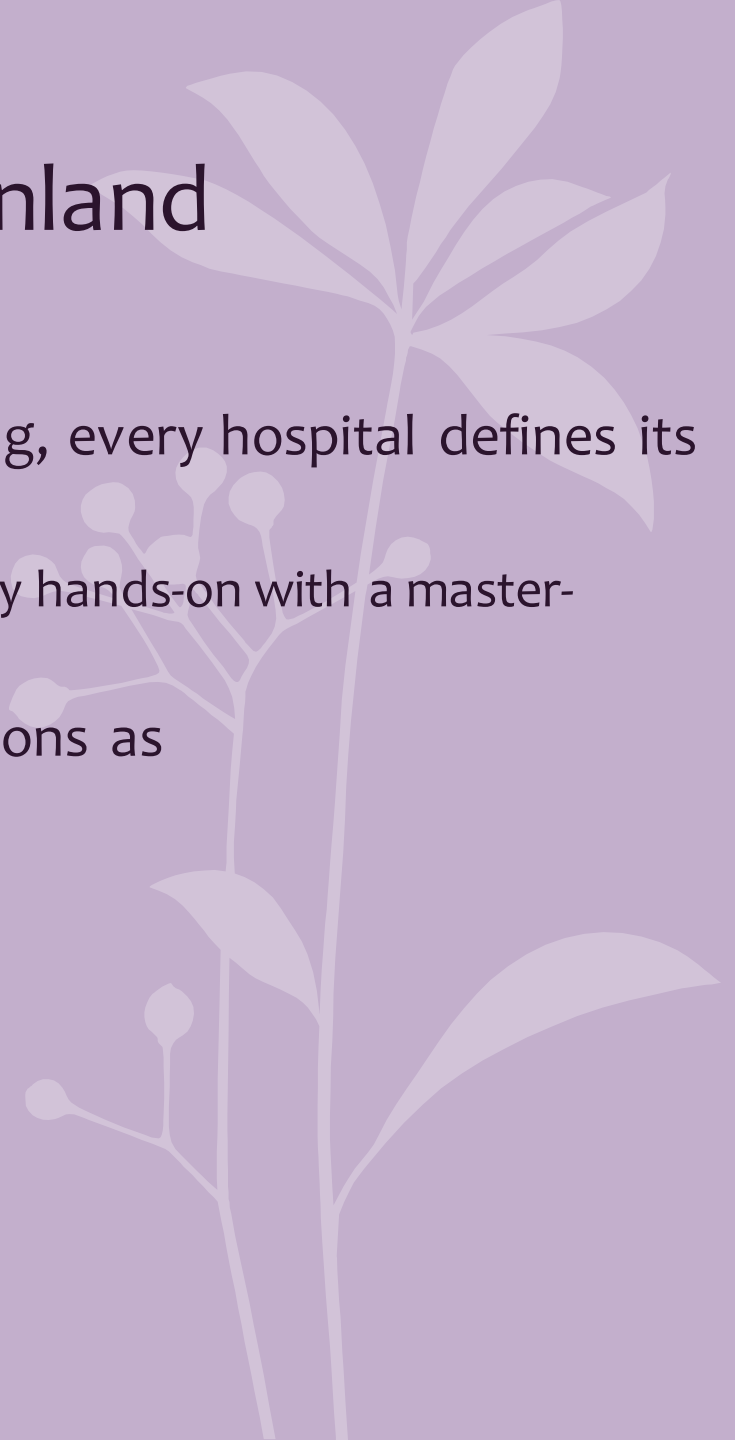 nland
g, every hospital defines its
y hands-on with a master-
ons as